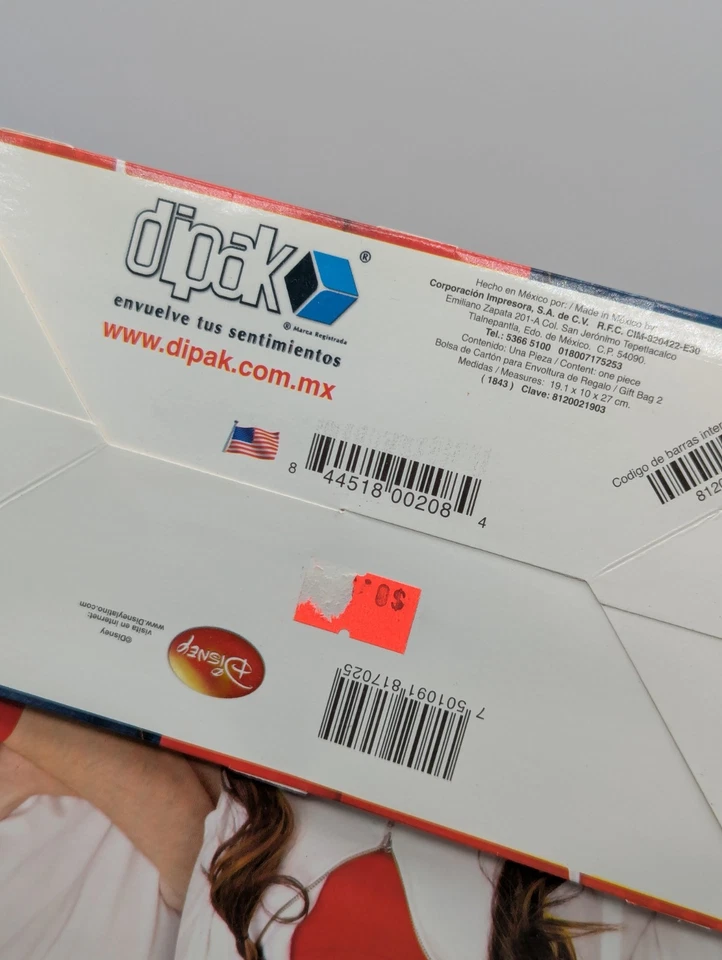 dipak®
envuelve tus sentimientos
® Marca Registrada
www.dipak.com.mx
Hecho en México por: / Made in México by:
Corporación Impresora, S.A. de C.V. R.F.C. CIM-920422-E30
Emiliano Zapata 201-A Col. San Jerónimo Tepetlacalco
Tlalnepantla, Edo. de México, C.P. 54090.
Tel.: 5366 5100 018007175253
Contenido: Una Pieza / Content: one piece
Bolsa de Cartón para Envoltura de Regalo / Gift Bag 2
Medidas / Measures: 19.1 x 10 x 27 cm.
( 1843 ) Clave: 8120021903
Codigo de barras
8 44518 00208 4
$0.
©Disney
visita en internet:
www.Disneylatino.com
Disney
7 501091 817025